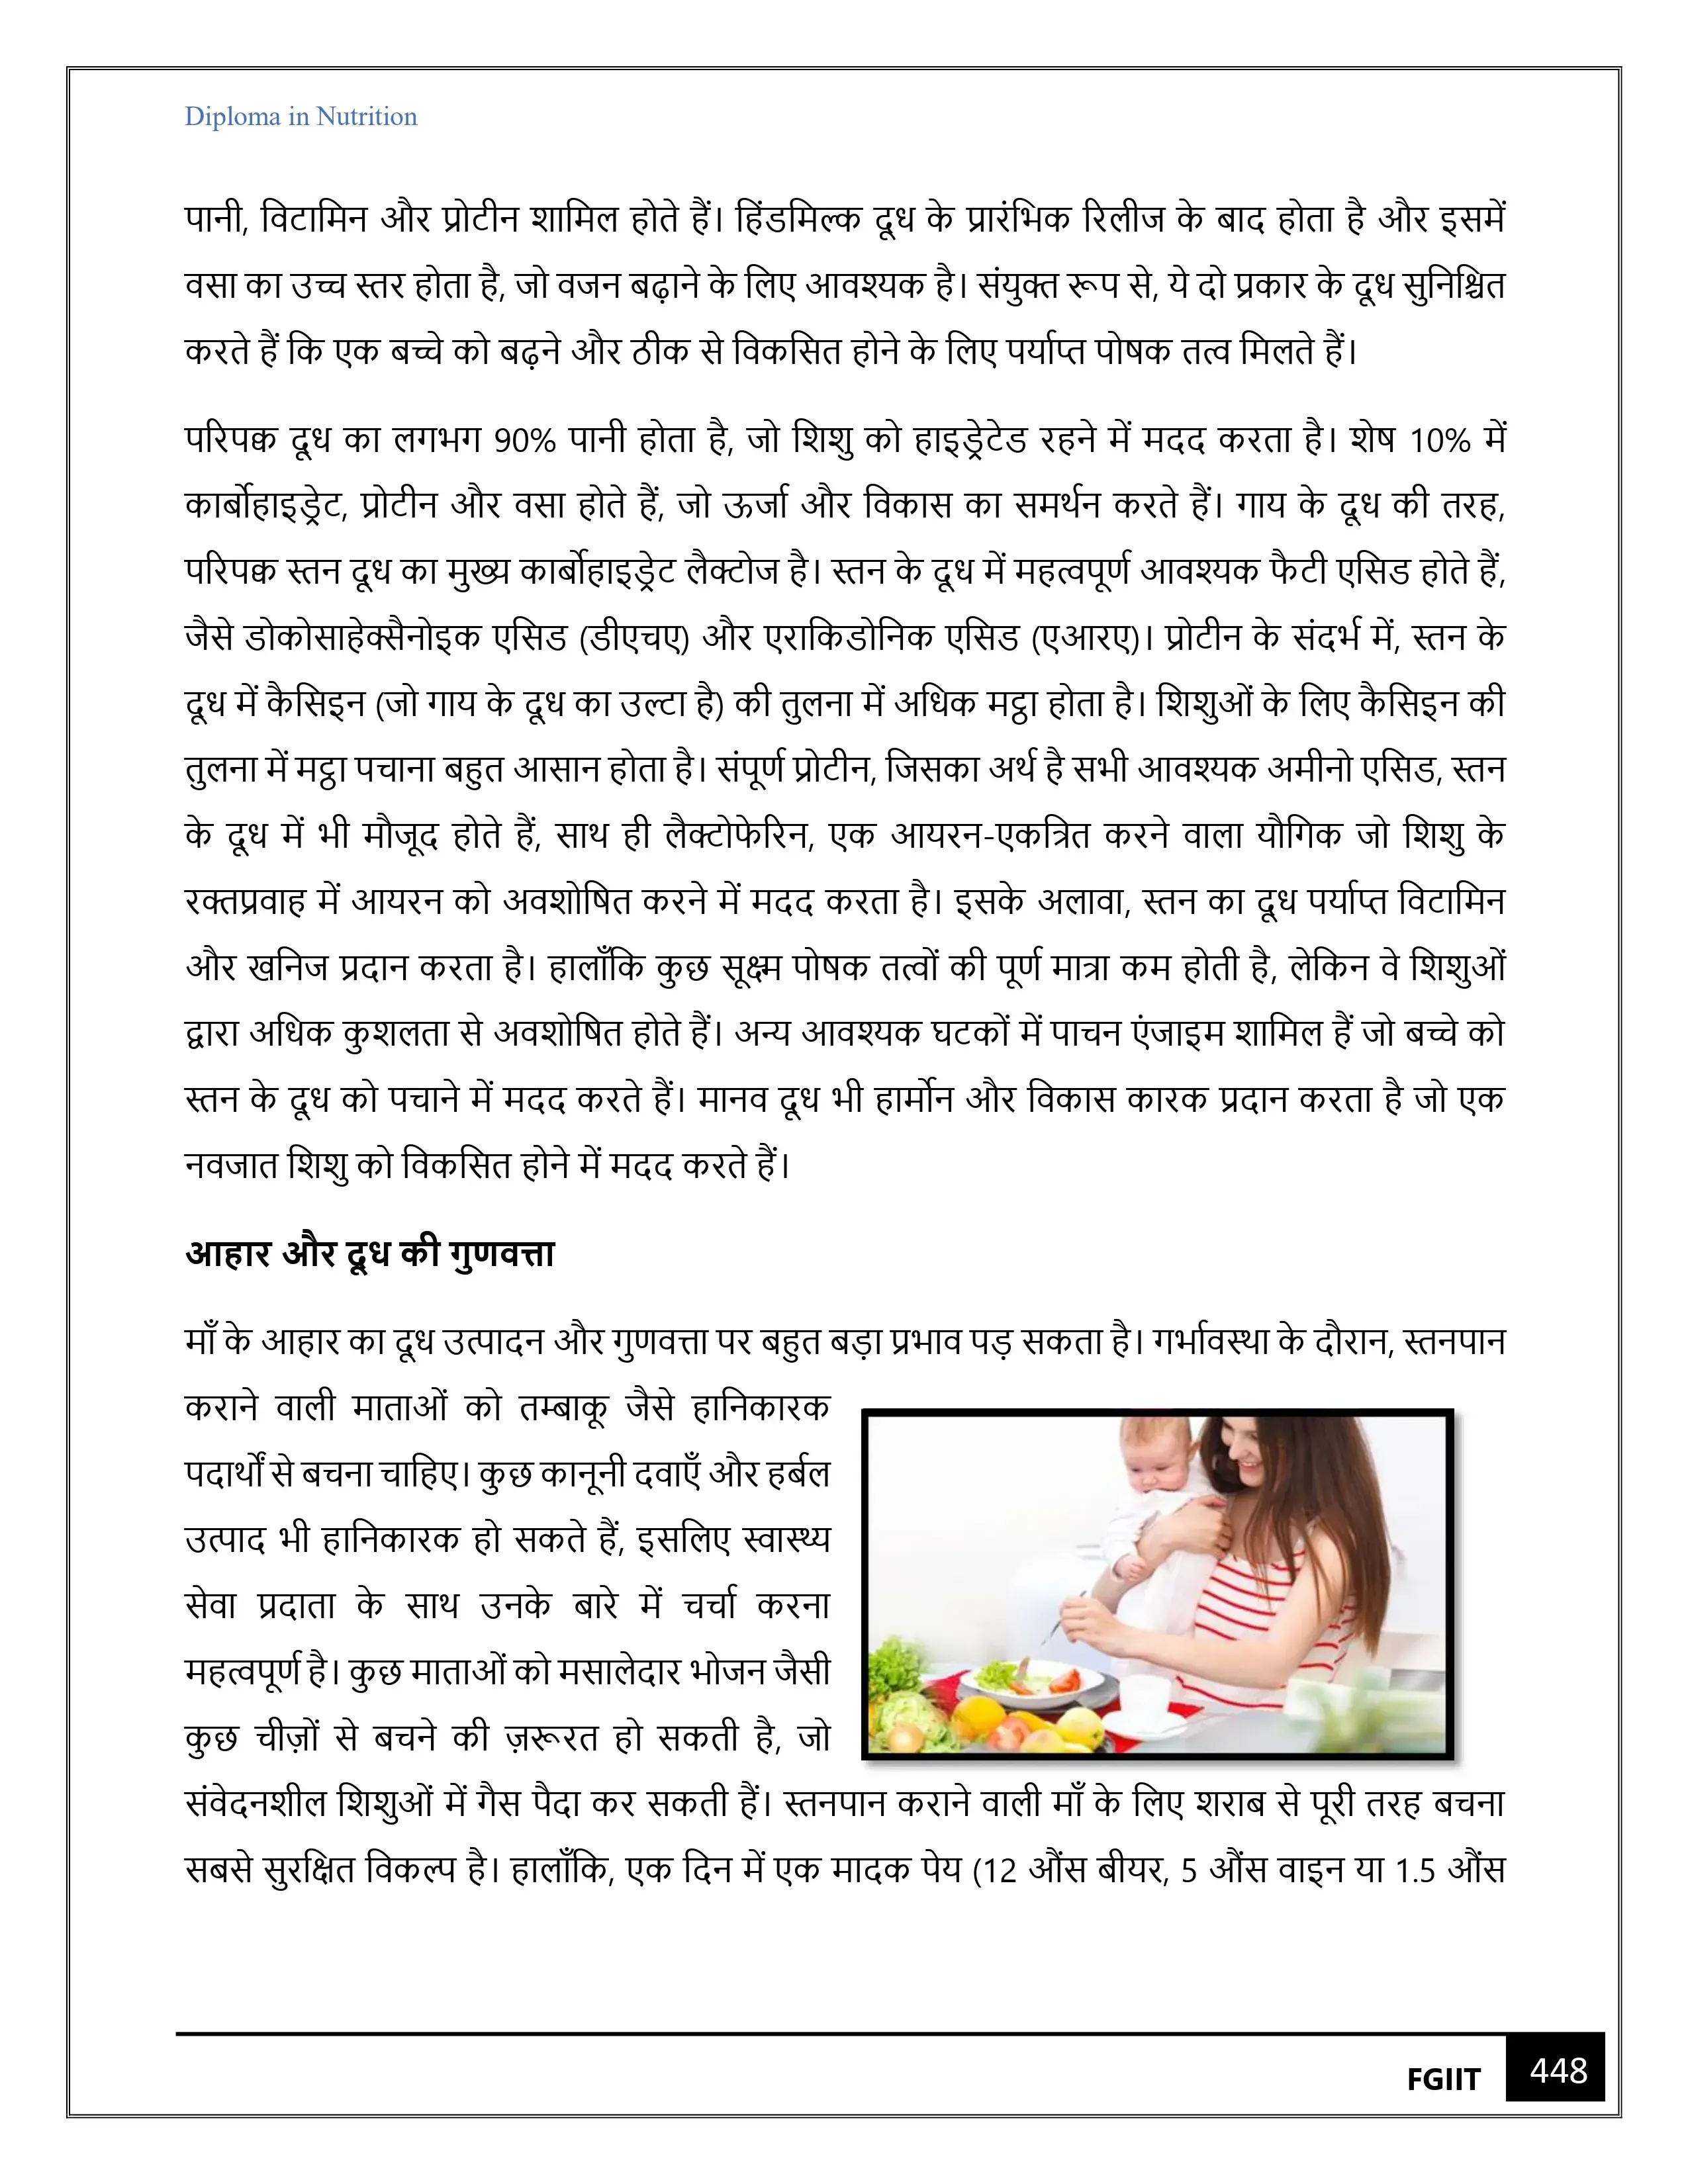 Diploma in Nutrition
पानी, विटामिन और प्रोटीन शामिल होते हैं। हिंडमिल्क दूध के प्रारंभिक रिलीज के बाद होता है और इसमें
वसा का उच्च स्तर होता है, जो वजन बढ़ाने के लिए आवश्यक है। संयुक्त रूप से, ये दो प्रकार के दूध सुनिश्चित
करते हैं कि एक बच्चे को बढ़ने और ठीक से विकसित होने के लिए पर्याप्त पोषक तत्व मिलते हैं।
परिपक्व दूध का लगभग 90% पानी होता है, जो शिशु को हाइड्रेटेड रहने में मदद करता है। शेष 10% में
कार्बोहाइड्रेट, प्रोटीन और वसा होते हैं, जो ऊर्जा और विकास का समर्थन करते हैं। गाय के दूध की तरह,
परिपक्व स्तन दूध का मुख्य कार्बोहाइड्रेट लैक्टोज है। स्तन के दूध में महत्वपूर्ण आवश्यक फैटी एसिड होते हैं,
जैसे डोकोसाहेक्सैनोइक एसिड (डीएचए) और एराकिडोनिक एसिड (एआरए)। प्रोटीन के संदर्भ में, स्तन के
दूध में कैसिइन (जो गाय के दूध का उल्टा है) की तुलना में अधिक मट्ठा होता है। शिशुओं के लिए कैसिइन की
तुलना में मट्ठा पचाना बहुत आसान होता है। संपूर्ण प्रोटीन, जिसका अर्थ है सभी आवश्यक अमीनो एसिड, स्तन
के दूध में भी मौजूद होते हैं, साथ ही लैक्टोफेरिन, एक आयरन-एकत्रित करने वाला यौगिक जो शिशु के
रक्तप्रवाह में आयरन को अवशोषित करने में मदद करता है। इसके अलावा, स्तन का दूध पर्याप्त विटामिन
और खनिज प्रदान करता है। हालाँकि कुछ सूक्ष्म पोषक तत्वों की पूर्ण मात्रा कम होती है, लेकिन वे शिशुओं
द्वारा अधिक कुशलता से अवशोषित होते हैं। अन्य आवश्यक घटकों में पाचन एंजाइम शामिल हैं जो बच्चे को
स्तन के दूध को पचाने में मदद करते हैं। मानव दूध भी हार्मोन और विकास कारक प्रदान करता है जो एक
नवजात शिशु को विकसित होने में मदद करते हैं।
आहार और दूध की गुणवत्ता
माँ के आहार का दूध उत्पादन और गुणवत्ता पर बहुत बड़ा प्रभाव पड़ सकता है। गर्भावस्था के दौरान, स्तनपान
कराने वाली माताओं को तम्बाकू जैसे हानिकारक
पदार्थों से बचना चाहिए। कुछ कानूनी दवाएँ और हर्बल
उत्पाद भी हानिकारक हो सकते हैं, इसलिए स्वास्थ्य
सेवा प्रदाता के साथ उनके बारे में चर्चा करना
महत्वपूर्ण है। कुछ माताओं को मसालेदार भोजन जैसी
कुछ चीज़ों से बचने की ज़रूरत हो सकती है, जो
संवेदनशील शिशुओं में गैस पैदा कर सकती हैं। स्तनपान कराने वाली माँ के लिए शराब से पूरी तरह बचना
सबसे सुरक्षित विकल्प है। हालाँकि, एक दिन में एक मादक पेय (12 औंस बीयर, 5 औंस वाइन या 1.5 औंस
FGIIT 448